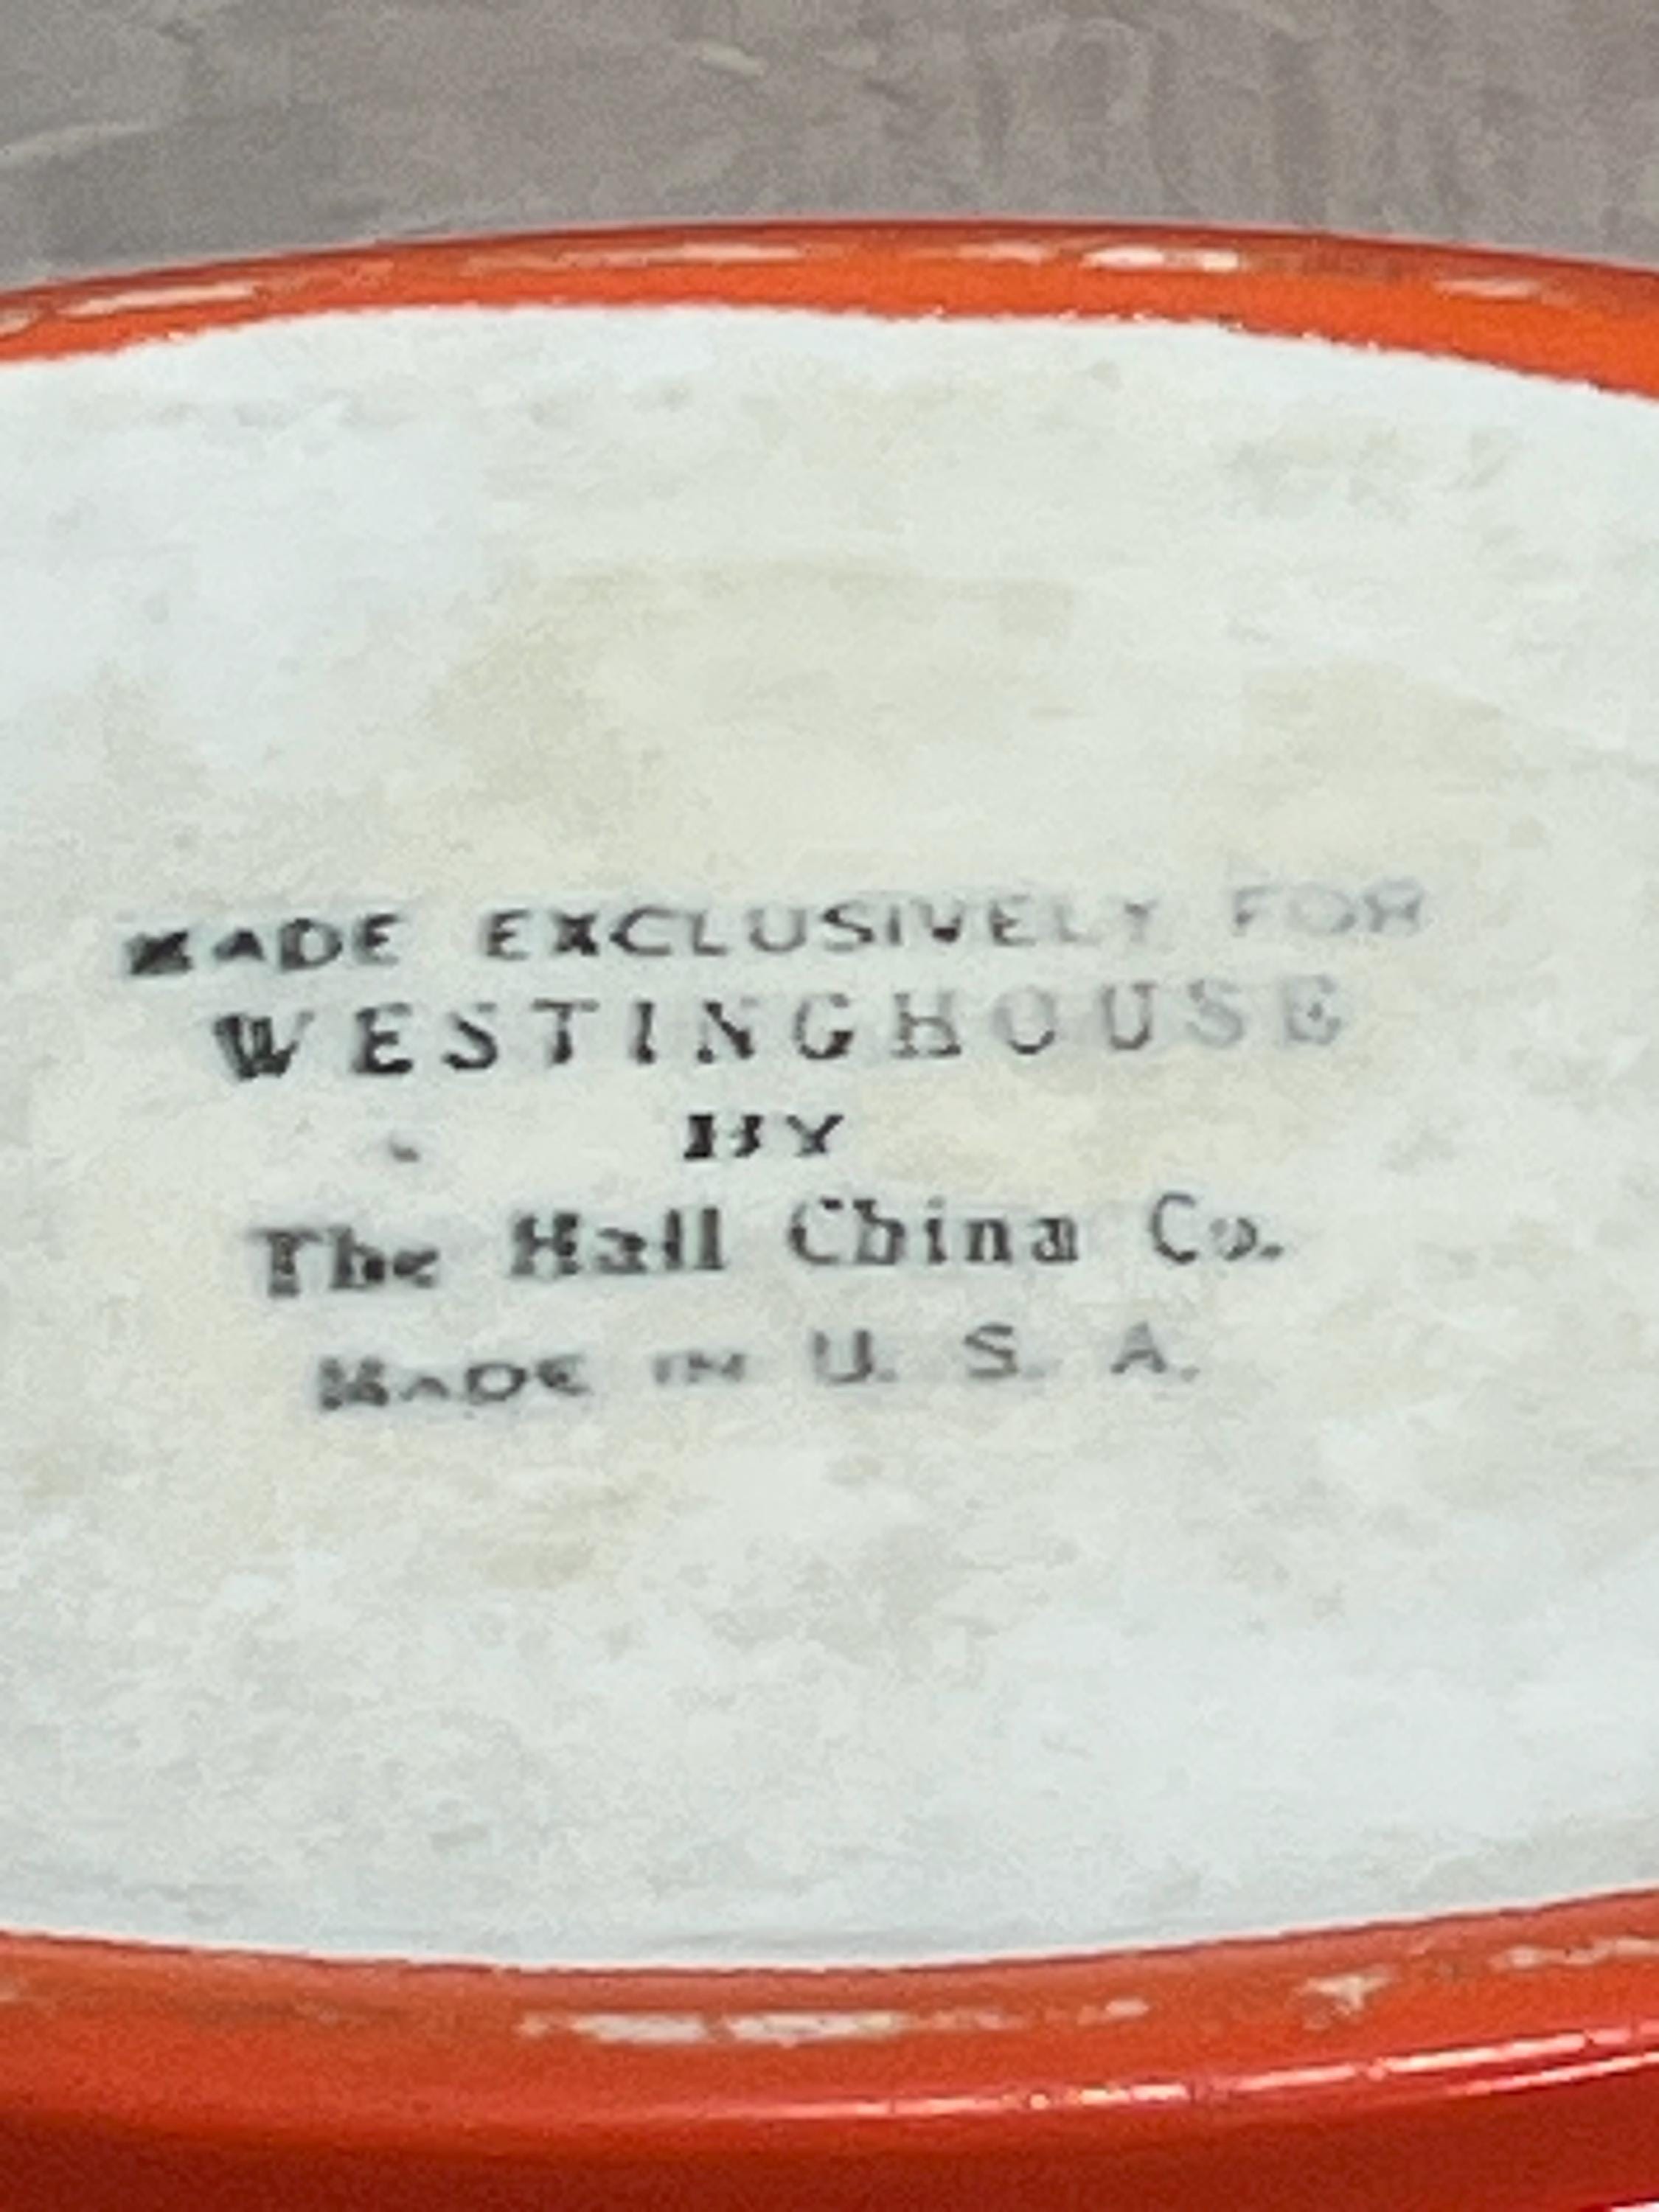 MADE EXCLUSIVELY FOR
WESTINGHOUSE
BY
The Hall China Co.
MADE IN U. S. A.